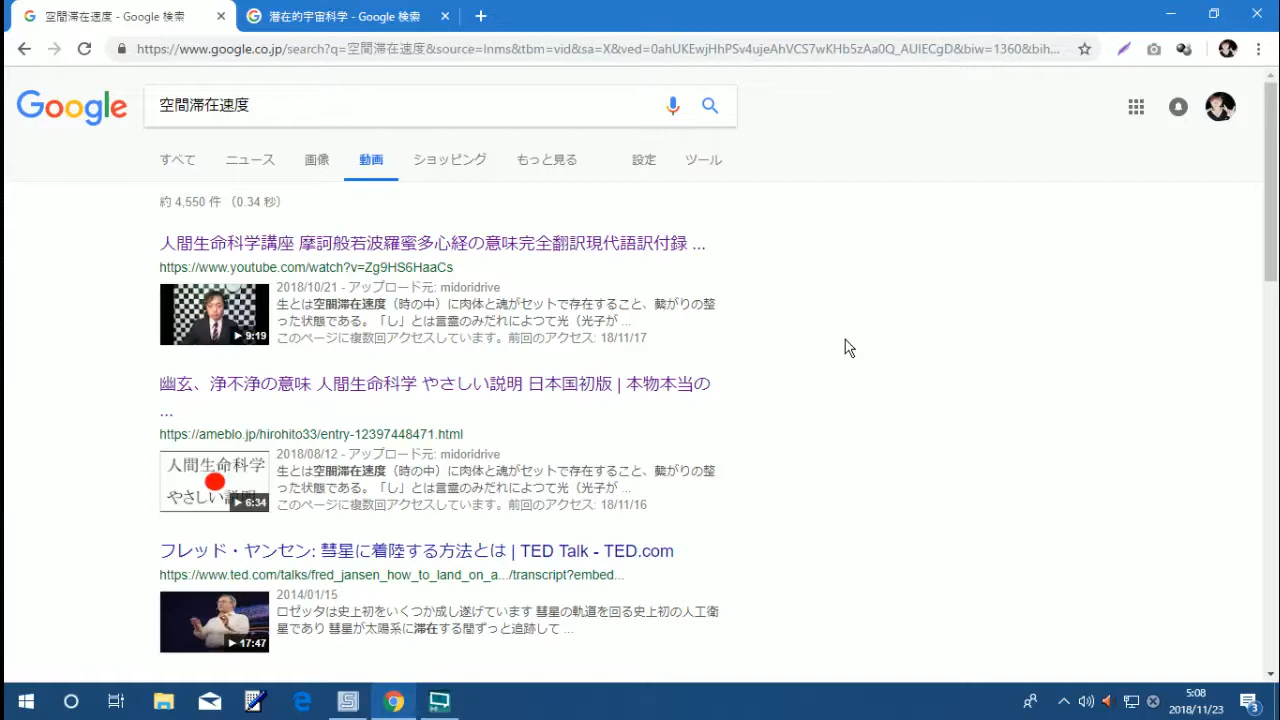 空間滞在速度 - Google 検索
潜在的宇宙科学 - Google 検索
https://www.google.co.jp/search?q=空間滞在速度&source=lnms&tbm=vid&sa=X&ved=0ahUKEwjHhPSv4ujeAhVCS7wKHb5zAa0Q_AUIECgD&biw=1360&bih...
Google
空間滞在速度
すべて ニュース 画像 動画 ショッピング もっと見る 設定 ツール
約 4,550 件 （0.34 秒）
人間生命科学講座 摩訶般若波羅蜜多心経の意味完全翻訳現代語訳付録 ...
https://www.youtube.com/watch?v=Zg9HS6HaaCs
2018/10/21 - アップロード元: midoridrive
生とは空間滞在速度（時の中）に肉体と魂がセットで存在すること、繋がりの整
った状態である。「し」とは言霊のみだれによつて光（光子が ...
9:19
このページに複数回アクセスしています。前回のアクセス: 18/11/17
幽玄、浄不浄の意味 人間生命科学 やさしい説明 日本国初版 | 本物本当の
...
https://ameblo.jp/hirohito33/entry-12397448471.html
2018/08/12 - アップロード元: midoridrive
人間生命科学
生とは空間滞在速度（時の中）に肉体と魂がセットで存在すること、繋がりの整
った状態である。「し」とは言霊のみだれによつて光（光子が ...
やさしい説明
6:34
このページに複数回アクセスしています。前回のアクセス: 18/11/16
フレッド・ヤンセン: 彗星に着陸する方法とは | TED Talk - TED.com
https://www.ted.com/talks/fred_jansen_how_to_land_on_a.../transcript?embed...
2014/01/15
ロゼッタは史上初をいくつか成し遂げています 彗星の軌道を回る史上初の人工衛
星であり 彗星が太陽系に滞在する間ずっと追跡して ...
17:47
5:08
2018/11/23
3